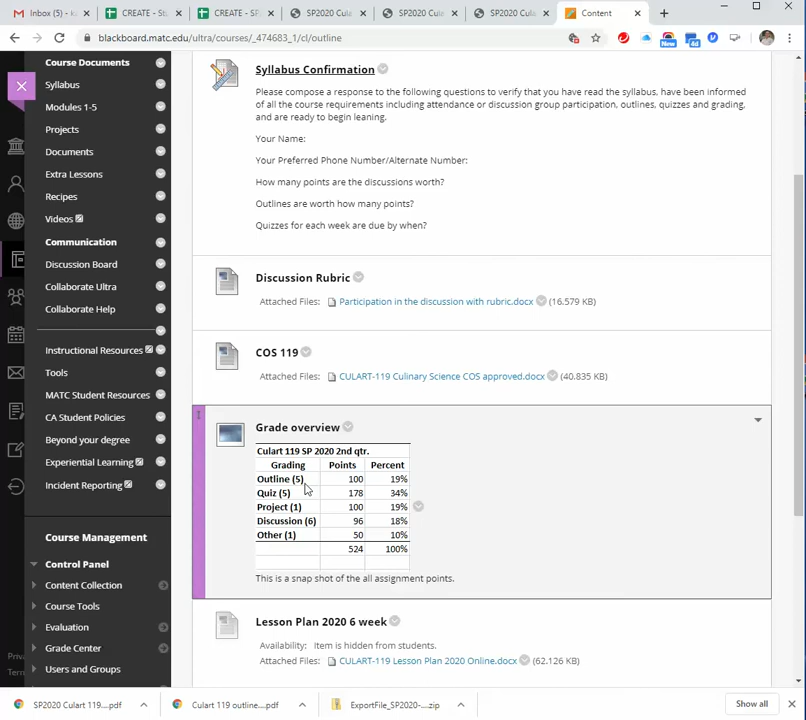 Inbox (5) - k
CREATE - Stu
CREATE - SPE
SP2020 Cular
SP2020 Cular
SP2020 Cular
Content
blackboard.matc.edu/ultra/courses/_474683_1/cl/outline
New
4d
Course Documents
Syllabus
Modules 1-5
Projects
Documents
Extra Lessons
Recipes
Videos
Communication
Discussion Board
Collaborate Ultra
Collaborate Help
Instructional Resources
Tools
MATC Student Resources
CA Student Policies
Beyond your degree
Experiential Learning
Incident Reporting
Course Management
Control Panel
Content Collection
Course Tools
Evaluation
Grade Center
Users and Groups
Priva
Term
Syllabus Confirmation
Please compose a response to the following questions to verify that you have read the syllabus, have been informed
of all the course requirements including attendance or discussion group participation, outlines, quizzes and grading,
and are ready to begin leaning.
Your Name:
Your Preferred Phone Number/Alternate Number:
How many points are the discussions worth?
Outlines are worth how many points?
Quizzes for each week are due by when?
Discussion Rubric
Attached Files: Participation in the discussion with rubric.docx (16.579 KB)
COS 119
Attached Files: CULART-119 Culinary Science COS approved.docx (40.835 KB)
Grade overview
Culart 119 SP 2020 2nd qtr.
Grading Points Percent
Outline (5) 100 19%
Quiz (5) 178 34%
Project (1) 100 19%
Discussion (6) 96 18%
Other (1) 50 10%
524 100%
This is a snap shot of the all assignment points.
Lesson Plan 2020 6 week
Availability: Item is hidden from students.
Attached Files: CULART-119 Lesson Plan 2020 Online.docx (62.126 KB)
SP2020 Culart 119....pdf
Culart 119 outline....pdf
ExportFile_SP2020-....zip
Show all